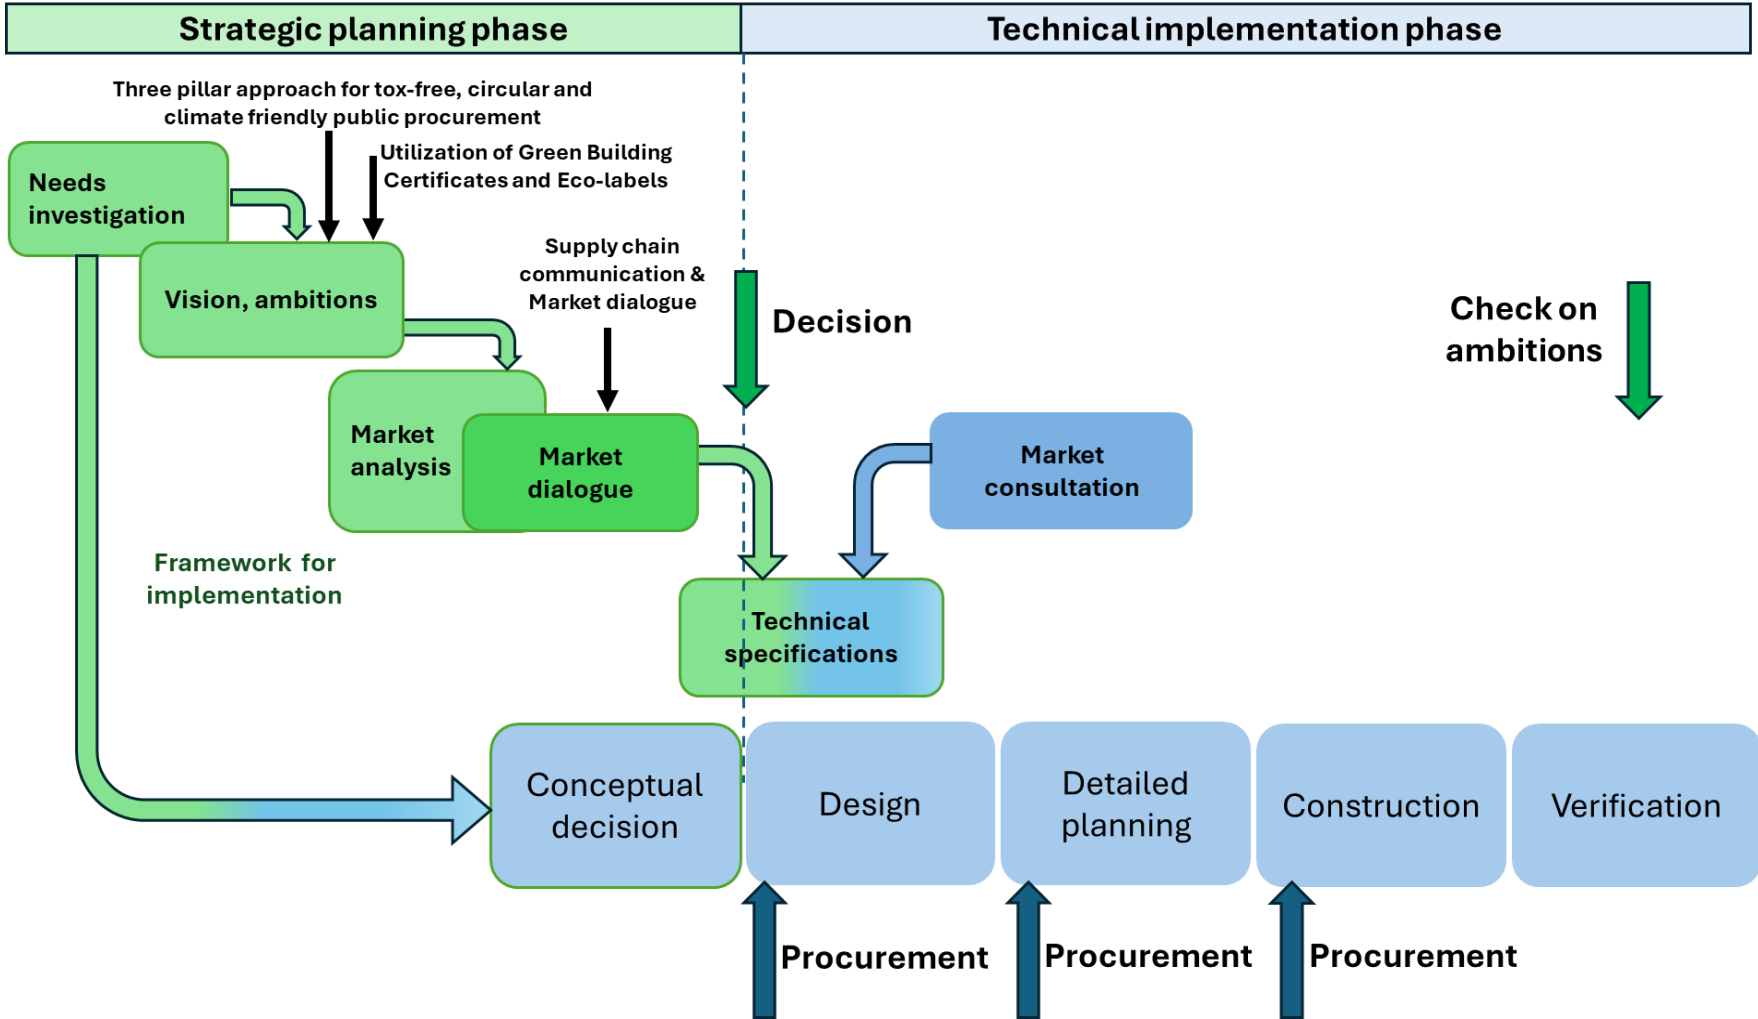 Strategic planning phase
Technical implementation phase
Three pillar approach for tox-free, circular and
climate friendly public procurement
Utilization of Green Building
Certificates and Eco-labels
Needs
investigation
Vision, ambitions
Supply chain
communication &
Market dialogue
Decision
Check on
ambitions
Market
analysis
Market
dialogue
Market
consultation
Framework for
implementation
Technical
specifications
Conceptual
decision
Design
Detailed
planning
Construction
Verification
Procurement
Procurement
Procurement